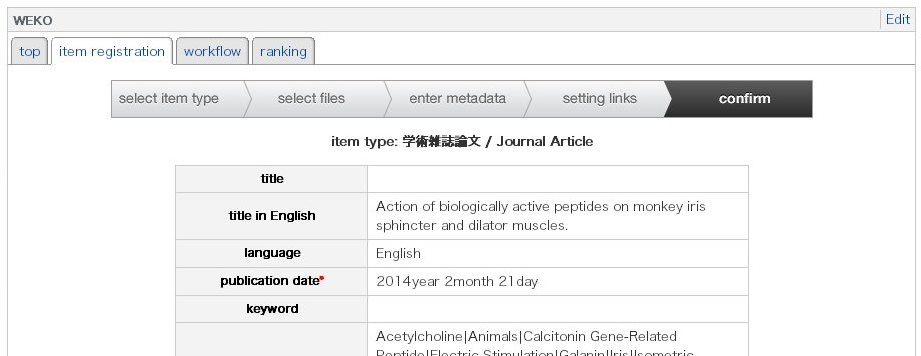 WEKO
Edit
top
item registration
workflow
ranking
select item type
select files
enter metadata
setting links
confirm
item type: 学術雑誌論文 / Journal Article
title
title in English
Action of biologically active peptides on monkey iris
sphincter and dilator muscles.
language
English
publication date*
2014year 2month 21day
keyword
Acetylcholine|Animals|Calcitonin Gene-Related
Peptide|Electric Stimulation|Galanin|Iris|Isometric